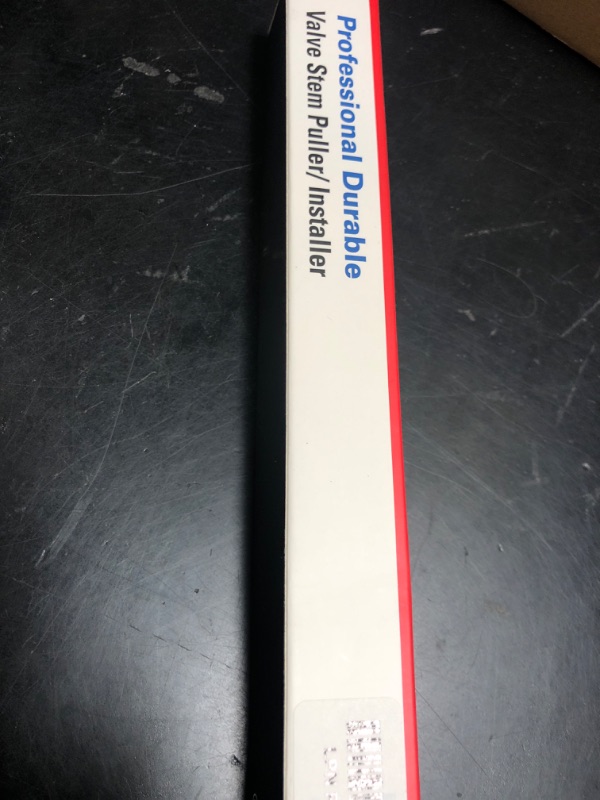 Professional Durable
Valve Stem Puller/Installer